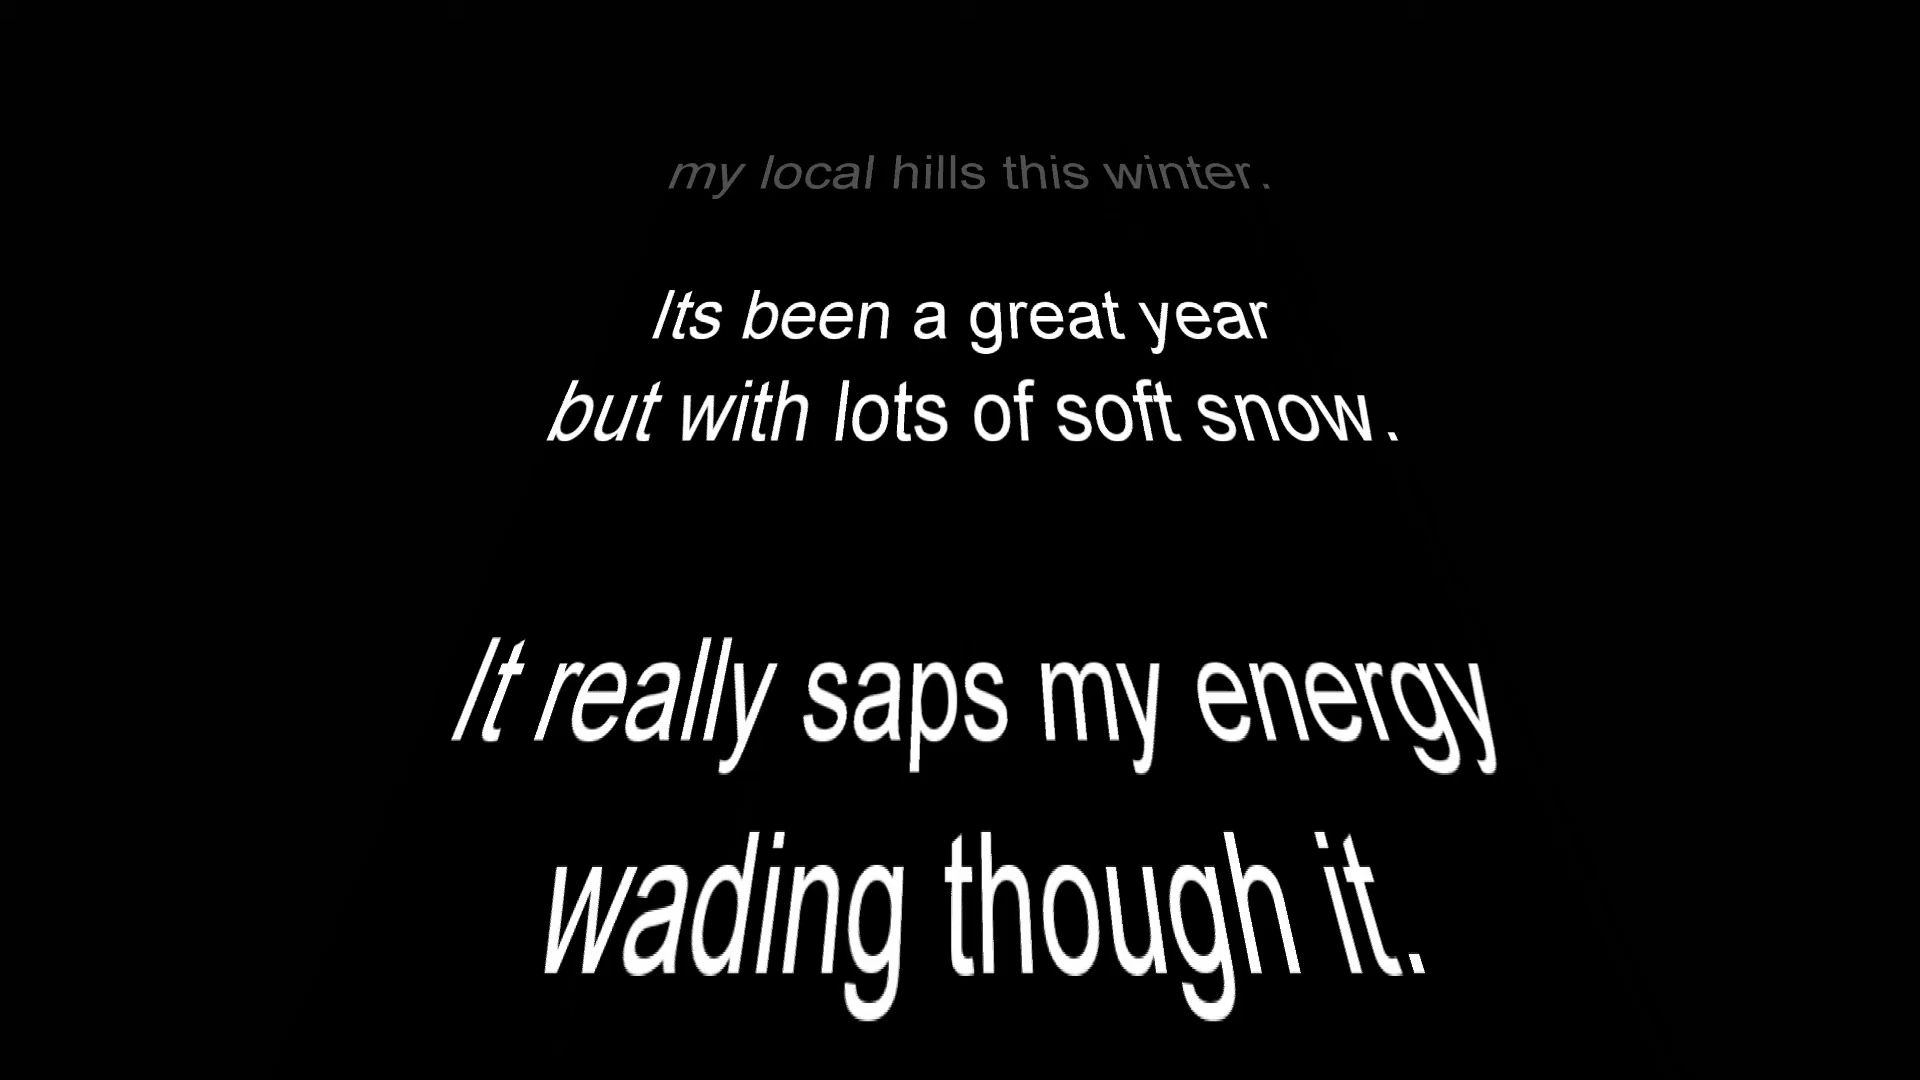 my local hills this winter.
Its been a great year
but with lots of soft snow.
It really saps my energy
wading though it.